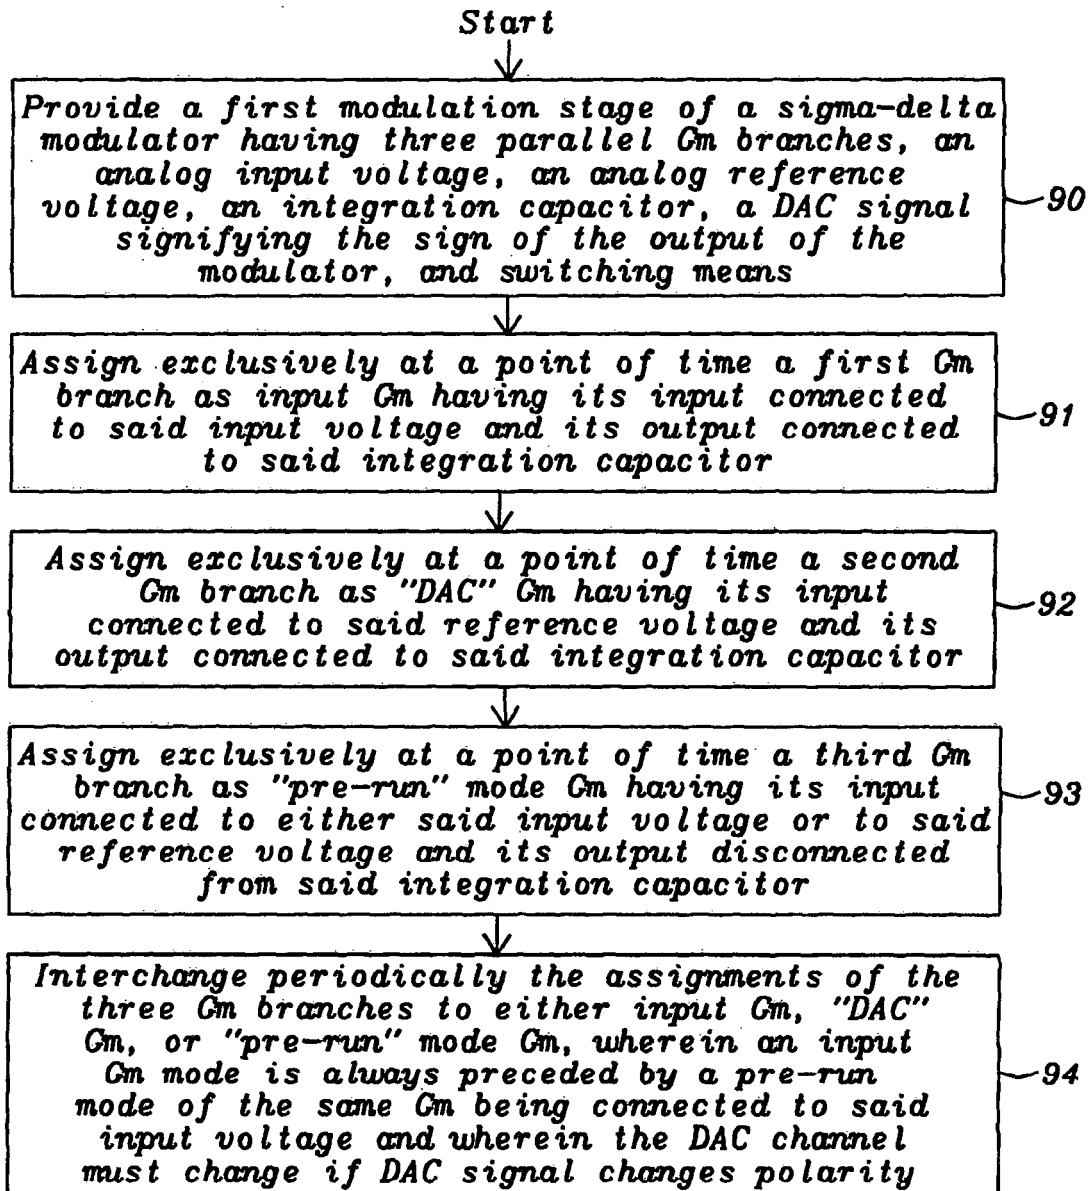 Start
Provide a first modulation stage of a sigma-delta
modulator having three parallel Gm branches, an
analog input voltage, an analog reference
voltage, an integration capacitor, a DAC signal
signifying the sign of the output of the
modulator, and switching means
90
Assign exclusively at a point of time a first Gm
branch as input Gm having its input connected
to said input voltage and its output connected
to said integration capacitor
91
Assign exclusively at a point of time a second
Gm branch as "DAC" Gm having its input
connected to said reference voltage and its
output connected to said integration capacitor
92
Assign exclusively at a point of time a third Gm
branch as "pre-run" mode Gm having its input
connected to either said input voltage or to said
reference voltage and its output disconnected
from said integration capacitor
93
Interchange periodically the assignments of the
three Gm branches to either input Gm, "DAC"
Gm, or "pre-run" mode Gm, wherein an input
Gm mode is always preceded by a pre-run
mode of the same Gm being connected to said
input voltage and wherein the DAC channel
must change if DAC signal changes polarity
94